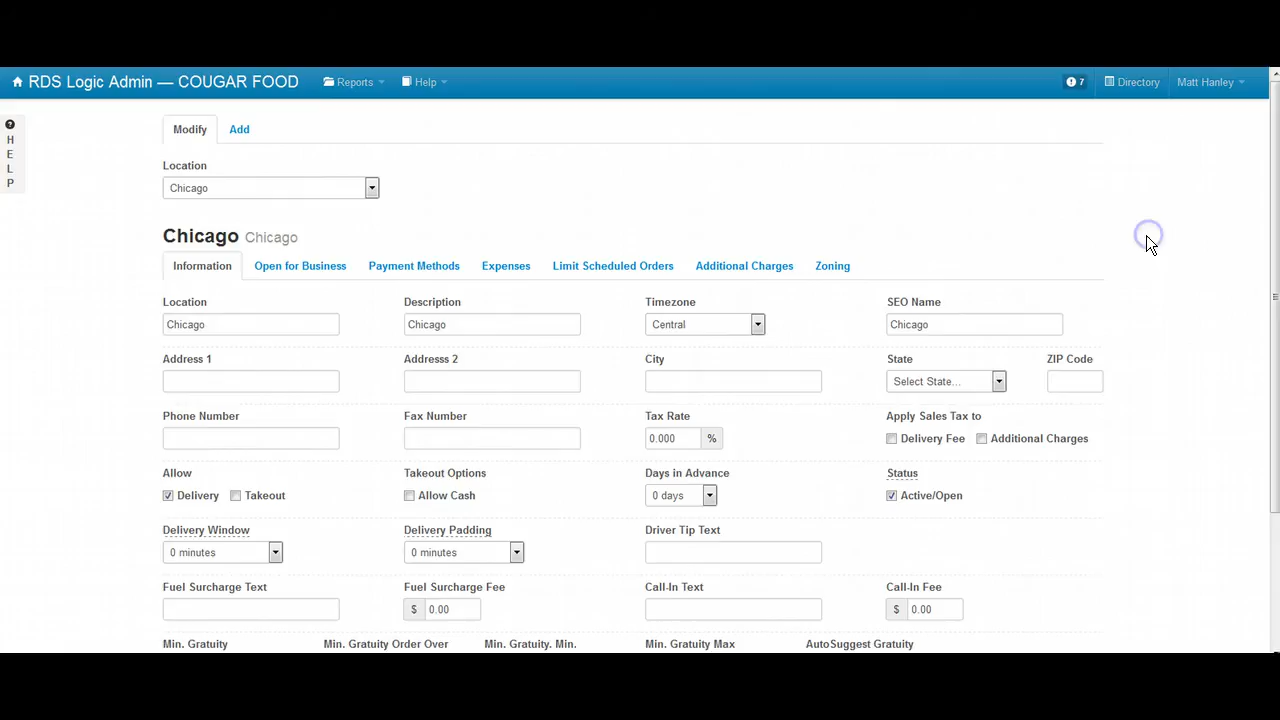 RDS Logic Admin — COUGAR FOOD Reports Help 7 Directory Matt Hanley
H
E
L
P
Modify Add
Location
Chicago
Chicago Chicago
Information Open for Business Payment Methods Expenses Limit Scheduled Orders Additional Charges Zoning
Location Description Timezone SEO Name
Chicago Chicago Central Chicago
Address 1 Addresss 2 City State ZIP Code
Select State...
Phone Number Fax Number Tax Rate Apply Sales Tax to
0.000 % Delivery Fee Additional Charges
Allow Takeout Options Days in Advance Status
Delivery Takeout Allow Cash 0 days Active/Open
Delivery Window Delivery Padding Driver Tip Text
0 minutes 0 minutes
Fuel Surcharge Text Fuel Surcharge Fee Call-In Text Call-In Fee
$ 0.00 $ 0.00
Min. Gratuity Min. Gratuity Order Over Min. Gratuity. Min. Min. Gratuity Max AutoSuggest Gratuity